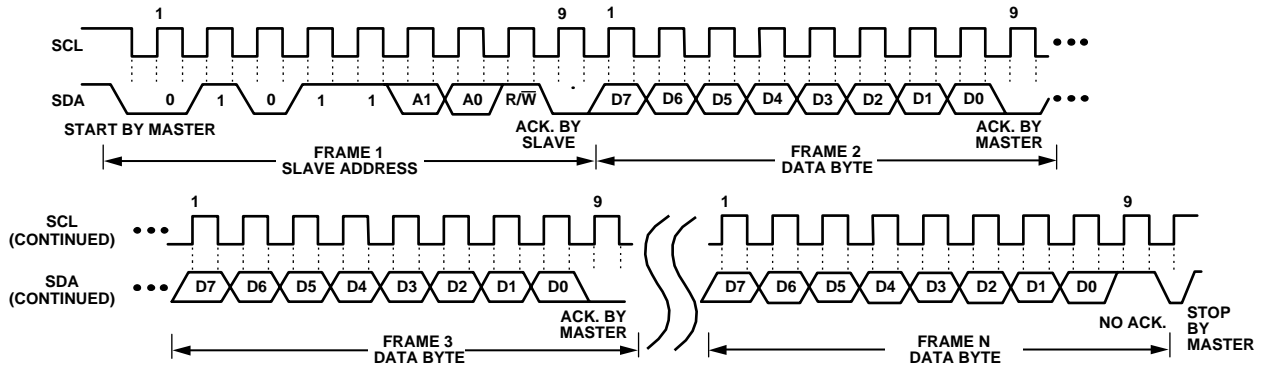 1 9 1 9
SCL
SDA
0 1 0 1 1 A1 A0 R/W̅ D7 D6 D5 D4 D3 D2 D1 D0
START BY MASTER
ACK. BY
SLAVE
ACK. BY
MASTER
FRAME 1
SLAVE ADDRESS
FRAME 2
DATA BYTE
1 9 1 9
SCL
(CONTINUED)
SDA
(CONTINUED)
D7 D6 D5 D4 D3 D2 D1 D0 D7 D6 D5 D4 D3 D2 D1 D0
ACK. BY
MASTER
NO ACK.
STOP
BY
MASTER
FRAME 3
DATA BYTE
FRAME N
DATA BYTE